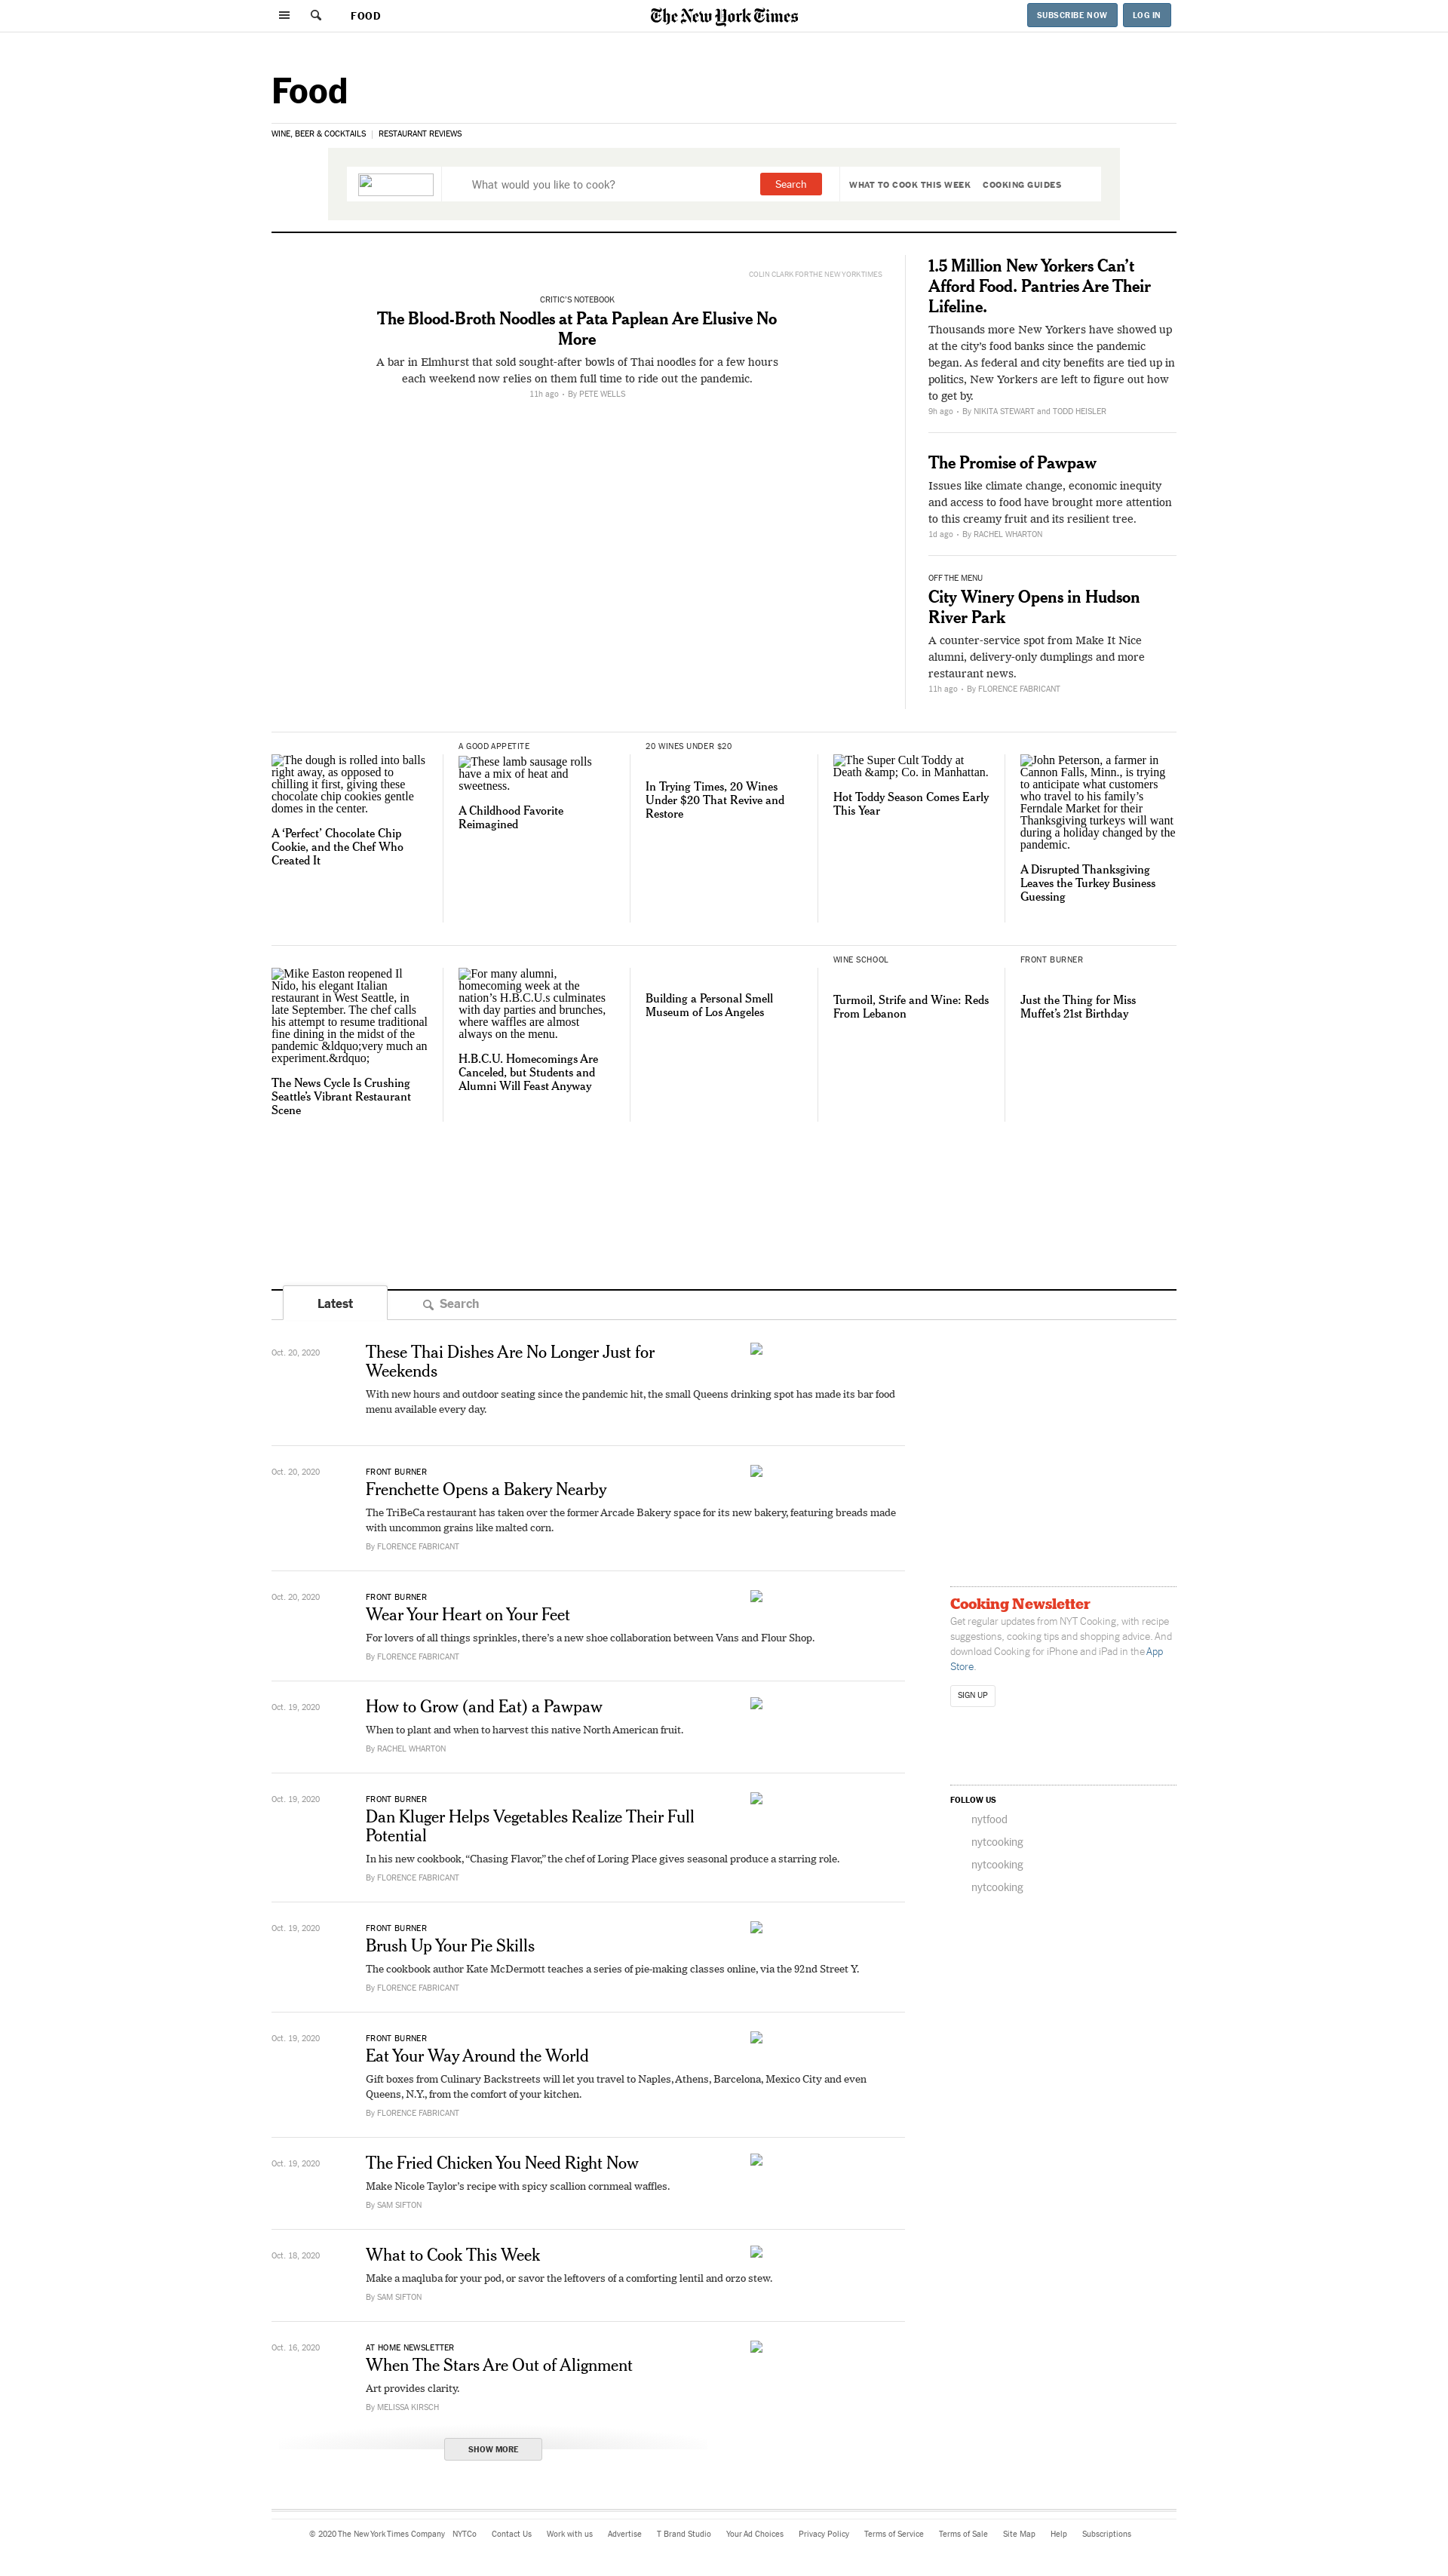 FOOD
The New York Times
SUBSCRIBE NOW
LOG IN
Food
WINE, BEER & COCKTAILS
RESTAURANT REVIEWS
What would you like to cook?
Search
WHAT TO COOK THIS WEEK
COOKING GUIDES
COLIN CLARK FOR THE NEW YORK TIMES
CRITIC'S NOTEBOOK
The Blood-Broth Noodles at Pata Paplean Are Elusive No
More
A bar in Elmhurst that sold sought-after bowls of Thai noodles for a few hours
each weekend now relies on them full time to ride out the pandemic.
11h ago • By PETE WELLS
1.5 Million New Yorkers Can’t
Afford Food. Pantries Are Their
Lifeline.
Thousands more New Yorkers have showed up
at the city’s food banks since the pandemic
began. As federal and city benefits are tied up in
politics, New Yorkers are left to figure out how
to get by.
9h ago • By NIKITA STEWART and TODD HEISLER
The Promise of Pawpaw
Issues like climate change, economic inequity
and access to food have brought more attention
to this creamy fruit and its resilient tree.
1d ago • By RACHEL WHARTON
OFF THE MENU
City Winery Opens in Hudson
River Park
A counter-service spot from Make It Nice
alumni, delivery-only dumplings and more
restaurant news.
11h ago • By FLORENCE FABRICANT
The dough is rolled into balls
right away, as opposed to
chilling it first, giving these
chocolate chip cookies gentle
domes in the center.
A ‘Perfect’ Chocolate Chip
Cookie, and the Chef Who
Created It
A GOOD APPETITE
These lamb sausage rolls
have a mix of heat and
sweetness.
A Childhood Favorite
Reimagined
20 WINES UNDER $20
In Trying Times, 20 Wines
Under $20 That Revive and
Restore
The Super Cult Toddy at
Death &amp; Co. in Manhattan.
Hot Toddy Season Comes Early
This Year
John Peterson, a farmer in
Cannon Falls, Minn., is trying
to anticipate what customers
who travel to his family’s
Ferndale Market for their
Thanksgiving turkeys will want
during a holiday changed by the
pandemic.
A Disrupted Thanksgiving
Leaves the Turkey Business
Guessing
Mike Easton reopened Il
Nido, his elegant Italian
restaurant in West Seattle, in
late September. The chef calls
his attempt to resume traditional
fine dining in the midst of the
pandemic &ldquo;very much an
experiment.&rdquo;
The News Cycle Is Crushing
Seattle’s Vibrant Restaurant
Scene
For many alumni,
homecoming week at the
nation’s H.B.C.U.s culminates
with day parties and brunches,
where waffles are almost
always on the menu.
H.B.C.U. Homecomings Are
Canceled, but Students and
Alumni Will Feast Anyway
Building a Personal Smell
Museum of Los Angeles
WINE SCHOOL
Turmoil, Strife and Wine: Reds
From Lebanon
FRONT BURNER
Just the Thing for Miss
Muffet’s 21st Birthday
Latest
Search
Oct. 20, 2020
These Thai Dishes Are No Longer Just for
Weekends
With new hours and outdoor seating since the pandemic hit, the small Queens drinking spot has made its bar food
menu available every day.
Oct. 20, 2020
FRONT BURNER
Frenchette Opens a Bakery Nearby
The TriBeCa restaurant has taken over the former Arcade Bakery space for its new bakery, featuring breads made
with uncommon grains like malted corn.
By FLORENCE FABRICANT
Oct. 20, 2020
FRONT BURNER
Wear Your Heart on Your Feet
For lovers of all things sprinkles, there’s a new shoe collaboration between Vans and Flour Shop.
By FLORENCE FABRICANT
Oct. 19, 2020
How to Grow (and Eat) a Pawpaw
When to plant and when to harvest this native North American fruit.
By RACHEL WHARTON
Oct. 19, 2020
FRONT BURNER
Dan Kluger Helps Vegetables Realize Their Full
Potential
In his new cookbook, “Chasing Flavor,” the chef of Loring Place gives seasonal produce a starring role.
By FLORENCE FABRICANT
Oct. 19, 2020
FRONT BURNER
Brush Up Your Pie Skills
The cookbook author Kate McDermott teaches a series of pie-making classes online, via the 92nd Street Y.
By FLORENCE FABRICANT
Oct. 19, 2020
FRONT BURNER
Eat Your Way Around the World
Gift boxes from Culinary Backstreets will let you travel to Naples, Athens, Barcelona, Mexico City and even
Queens, N.Y., from the comfort of your kitchen.
By FLORENCE FABRICANT
Oct. 19, 2020
The Fried Chicken You Need Right Now
Make Nicole Taylor’s recipe with spicy scallion cornmeal waffles.
By SAM SIFTON
Oct. 18, 2020
What to Cook This Week
Make a maqluba for your pod, or savor the leftovers of a comforting lentil and orzo stew.
By SAM SIFTON
Oct. 16, 2020
AT HOME NEWSLETTER
When The Stars Are Out of Alignment
Art provides clarity.
By MELISSA KIRSCH
SHOW MORE
Cooking Newsletter
Get regular updates from NYT Cooking, with recipe
suggestions, cooking tips and shopping advice. And
download Cooking for iPhone and iPad in the App
Store.
SIGN UP
FOLLOW US
nytfood
nytcooking
nytcooking
nytcooking
© 2020 The New York Times Company NYTCo Contact Us Work with us Advertise T Brand Studio Your Ad Choices Privacy Policy Terms of Service Terms of Sale Site Map Help Subscriptions